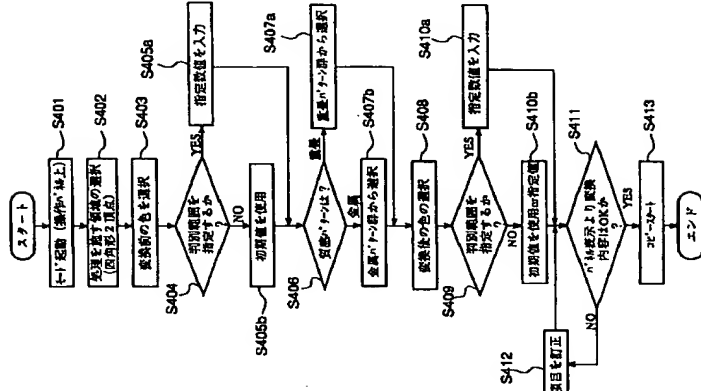 スタート
S401
モード起動 (操作パネル上)
S402
処理を施す領域の選択
(四角形2頂点)
S403
変換前の色を選択
S404
判別範囲を
指定するか
?
YES
NO
S405a
指定数値を入力
S405b
初期値を使用
S406
質感パターンは?
重畳
金属
S407a
重畳パターン群から選択
S407b
金属パターン群から選択
S408
変換後の色の選択
S409
判別範囲を
指定するか
?
YES
NO
S410a
指定数値を入力
S410b
初期値を使用or指定値
S411
パネル表示より変換
内容はOKか
?
YES
NO
S412
項目を訂正
S413
コピースタート
エンド